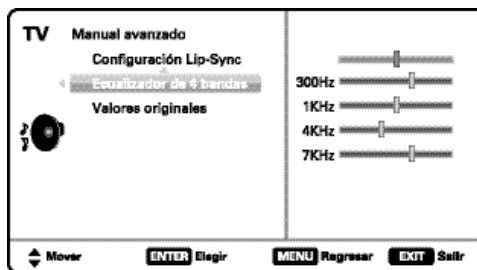 TV Manual avanzado
Configuración Lip-Sync
Ecualizador de 4 bandas
Valores originales
300Hz
1KHz
4KHz
7KHz
Mover ENTER Elegir MENU Regresar EXIT Salir